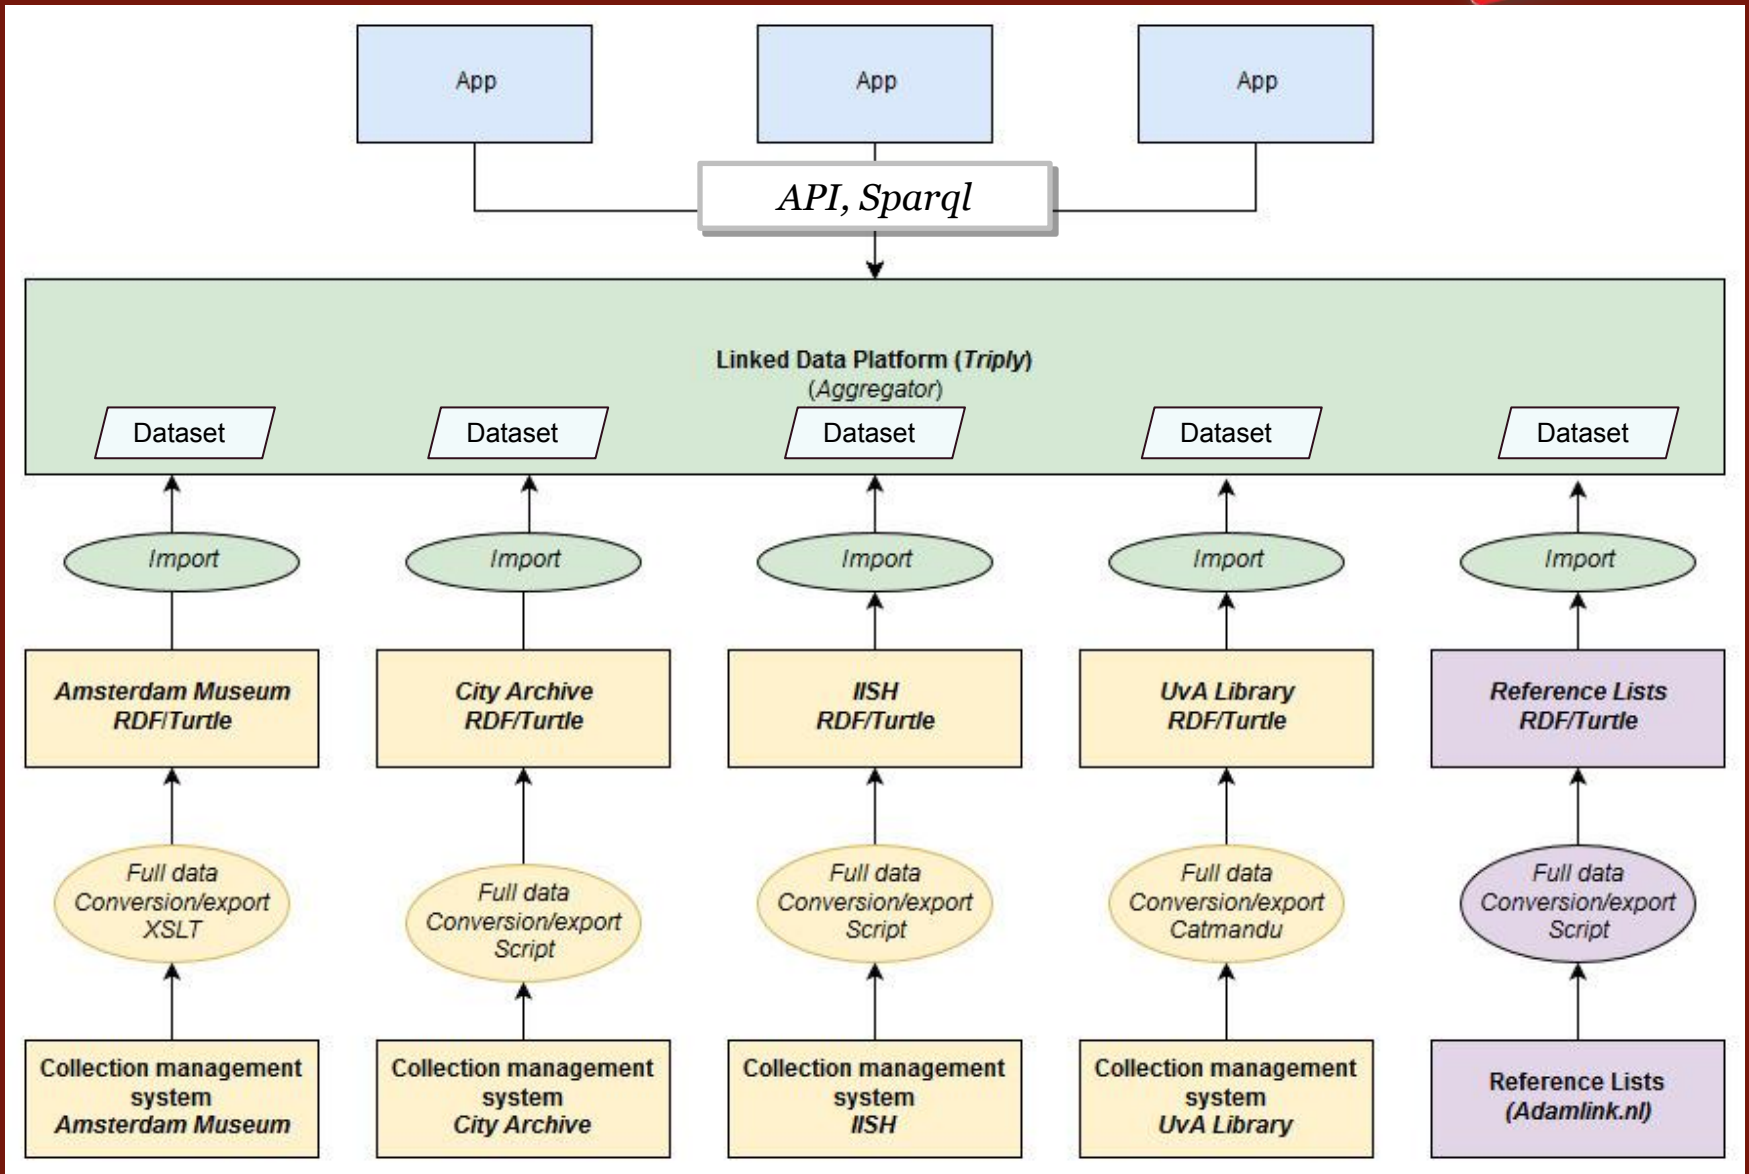 App
App
App
API, Sparql
Linked Data Platform (Triply)
(Aggregator)
Dataset
Dataset
Dataset
Dataset
Dataset
Import
Import
Import
Import
Import
Amsterdam Museum
RDF/Turtle
City Archive
RDF/Turtle
IISH
RDF/Turtle
UvA Library
RDF/Turtle
Reference Lists
RDF/Turtle
Full data
Conversion/export
XSLT
Full data
Conversion/export
Script
Full data
Conversion/export
Script
Full data
Conversion/export
Catmandu
Full data
Conversion/export
Script
Collection management
system
Amsterdam Museum
Collection management
system
City Archive
Collection management
system
IISH
Collection management
system
UvA Library
Reference Lists
(Adamlink.nl)